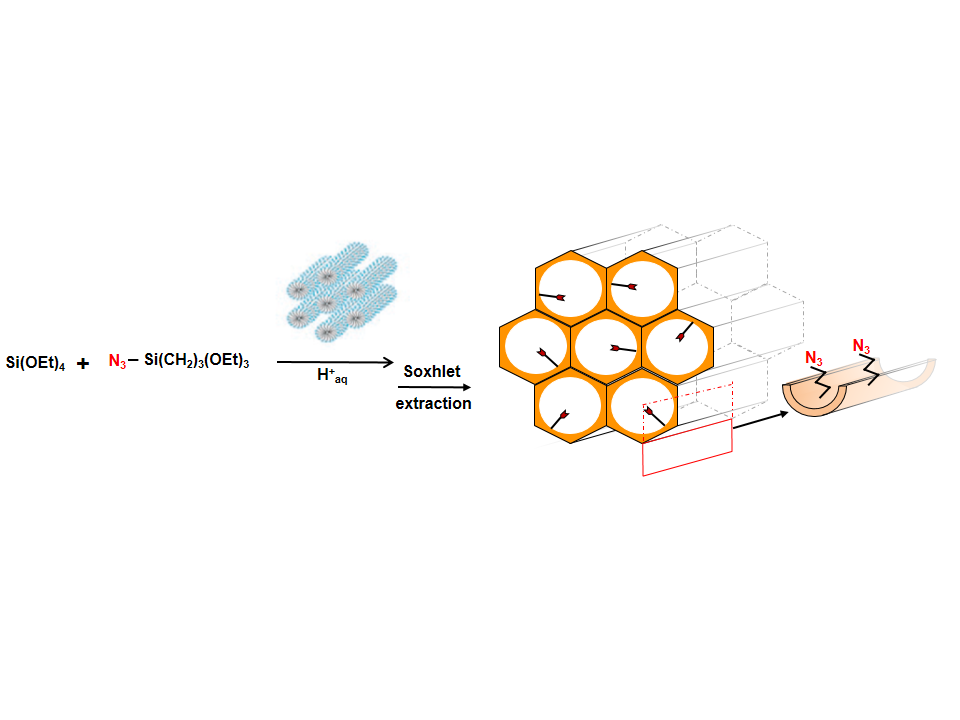 Si(OEt)₄ + N₃– Si(CH₂)₃(OEt)₃
H⁺aq
Soxhlet
extraction
N₃
N₃